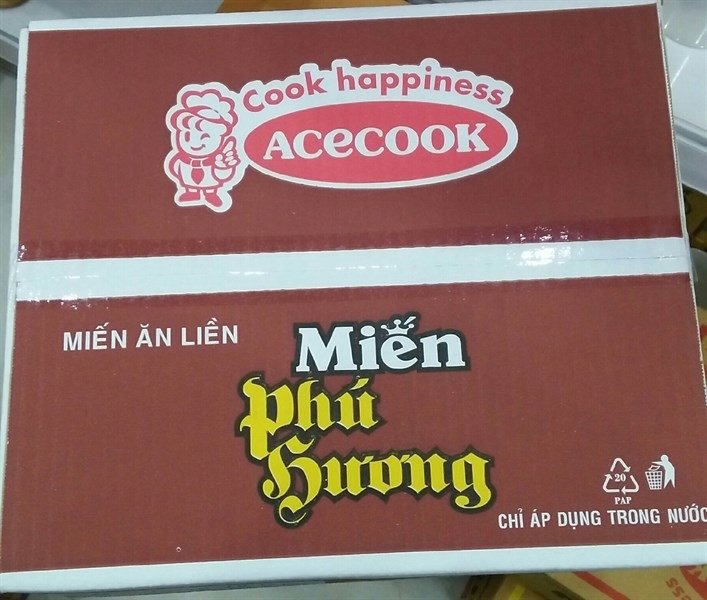 Cook happiness
ACECOOK
MIẾN ĂN LIỀN
Miến
Phú
Hương
20
PAP
CHỈ ÁP DỤNG TRONG NƯỚC